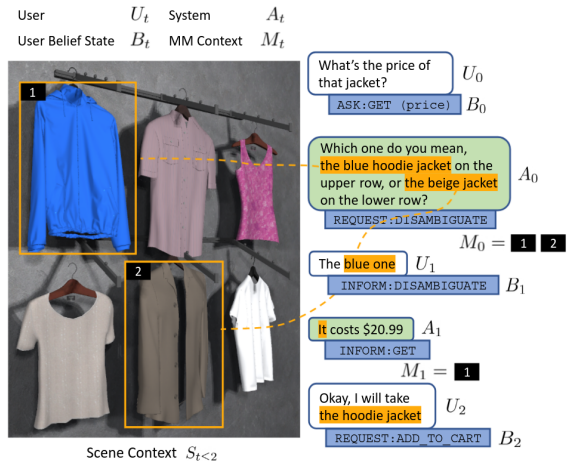 User U_t System A_t
User Belief State B_t MM Context M_t
1
2
Scene Context S_{t<2}
What's the price of
that jacket?
U_0
ASK:GET (price)
B_0
Which one do you mean,
the blue hoodie jacket on the
upper row, or the beige jacket
on the lower row?
A_0
REQUEST:DISAMBIGUATE
M_0 = 1 2
The blue one
U_1
INFORM:DISAMBIGUATE
B_1
It costs $20.99
A_1
INFORM:GET
M_1 = 1
Okay, I will take
the hoodie jacket
U_2
REQUEST:ADD_TO_CART
B_2